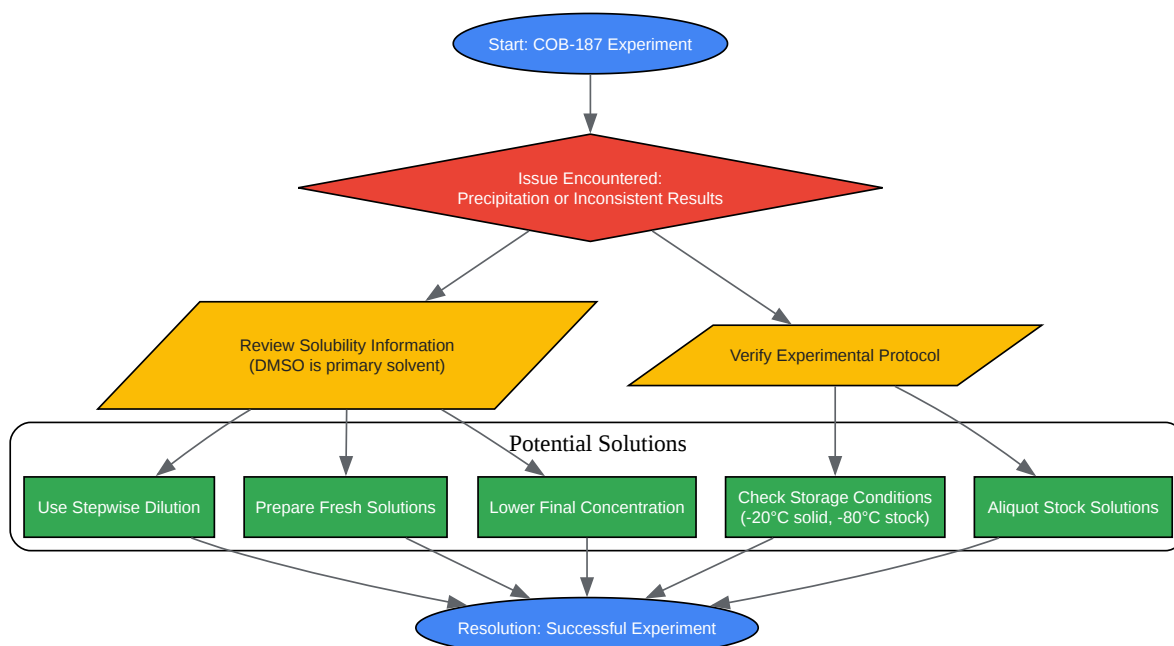 Start: COB-187 Experiment
Issue Encountered:
Precipitation or Inconsistent Results
Review Solubility Information
(DMSO is primary solvent)
Verify Experimental Protocol
Potential Solutions
Use Stepwise Dilution
Prepare Fresh Solutions
Lower Final Concentration
Check Storage Conditions
(-20°C solid, -80°C stock)
Aliquot Stock Solutions
Resolution: Successful Experiment